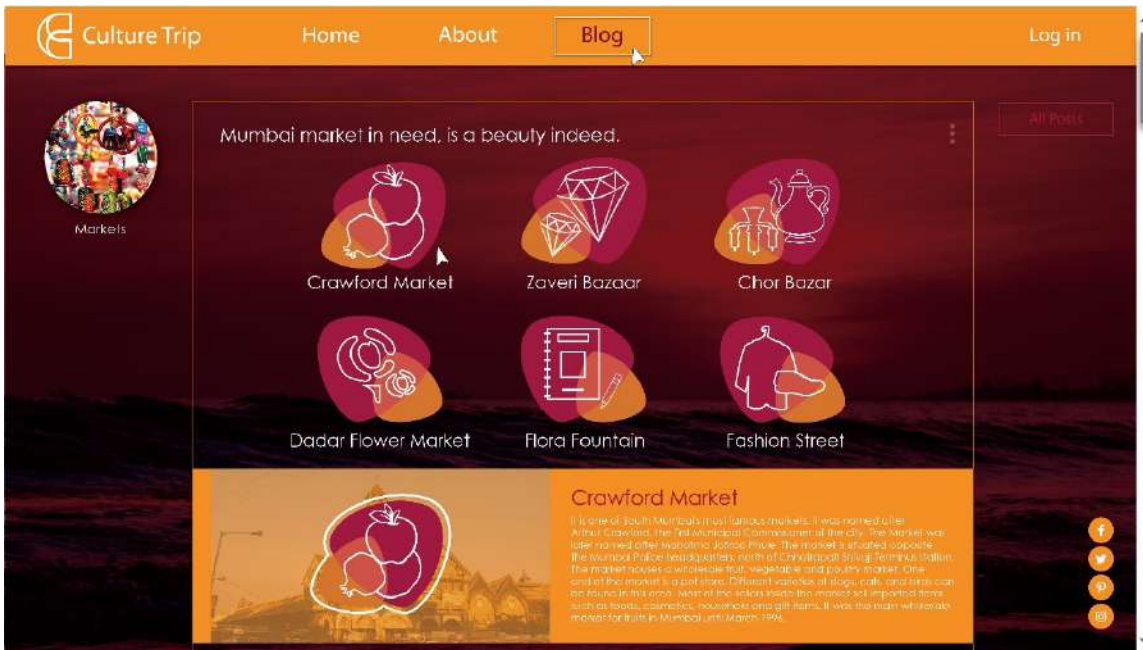 Culture Trip
Home
About
Blog
Log in
Markets
Mumbai market in need, is a beauty indeed.
All Posts
Crawford Market
Zaveri Bazaar
Chor Bazar
Dadar Flower Market
Flora Fountain
Fashion Street
Crawford Market
It is one of South Mumbai's most famous markets. It was named after
Arthur Crawford, the first Municipal Commissioner of the city. The Market was
later named after Mahatma Jotirao Phule. The market is situated opposite
the Mumbai Police headquarters, north of Chhatrapati Shivaji Terminus station.
The market houses a wholesale fruit, vegetable and poultry market. One
end of the market is a pet store. Different varieties of dogs, cats, and birds can
be found in this area. Most of the sellers inside the market sell imported items
such as foods, cosmetics, household and gift items. It was the main wholesale
market for fruits in Mumbai until March 1996.